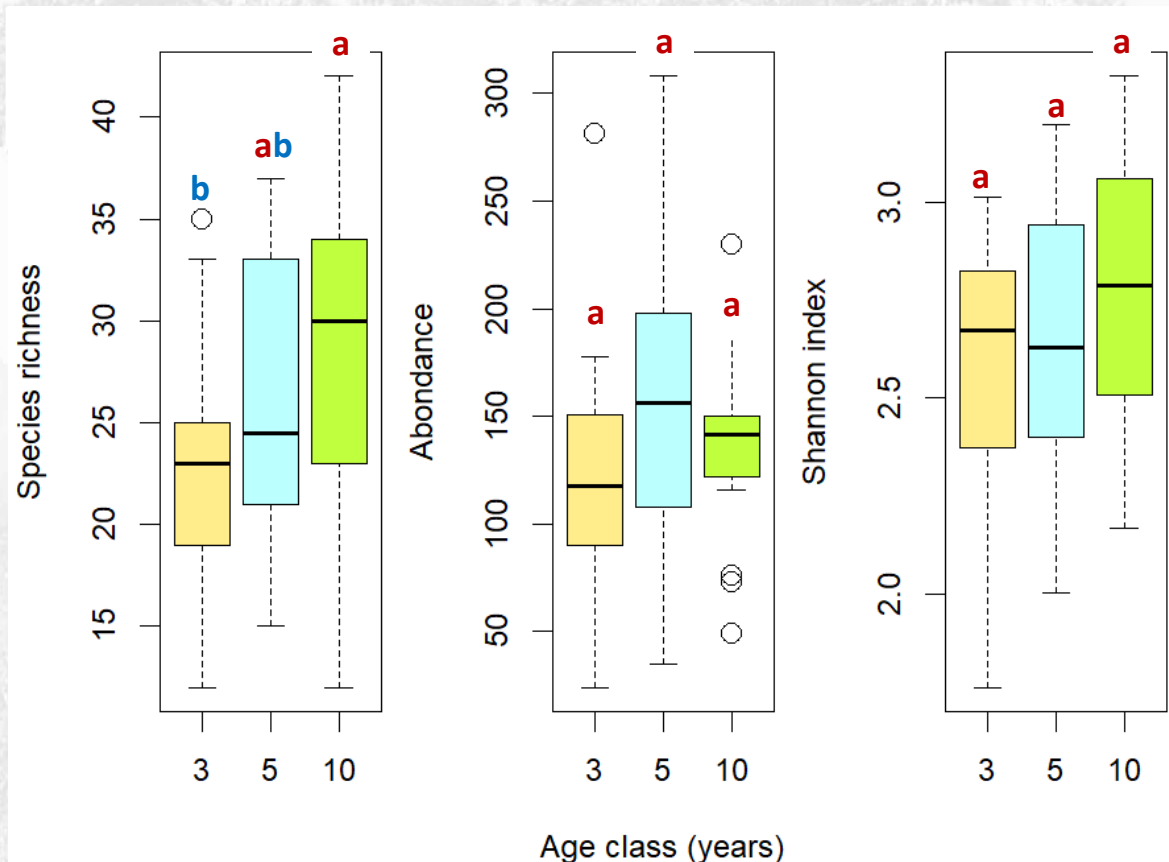 Species richness
40
35
30
25
20
15
b
ab
a
3 5 10
Abondance
300
250
200
150
100
50
a
a
a
3 5 10
Shannon index
3.0
2.5
2.0
a
a
a
3 5 10
Age class (years)